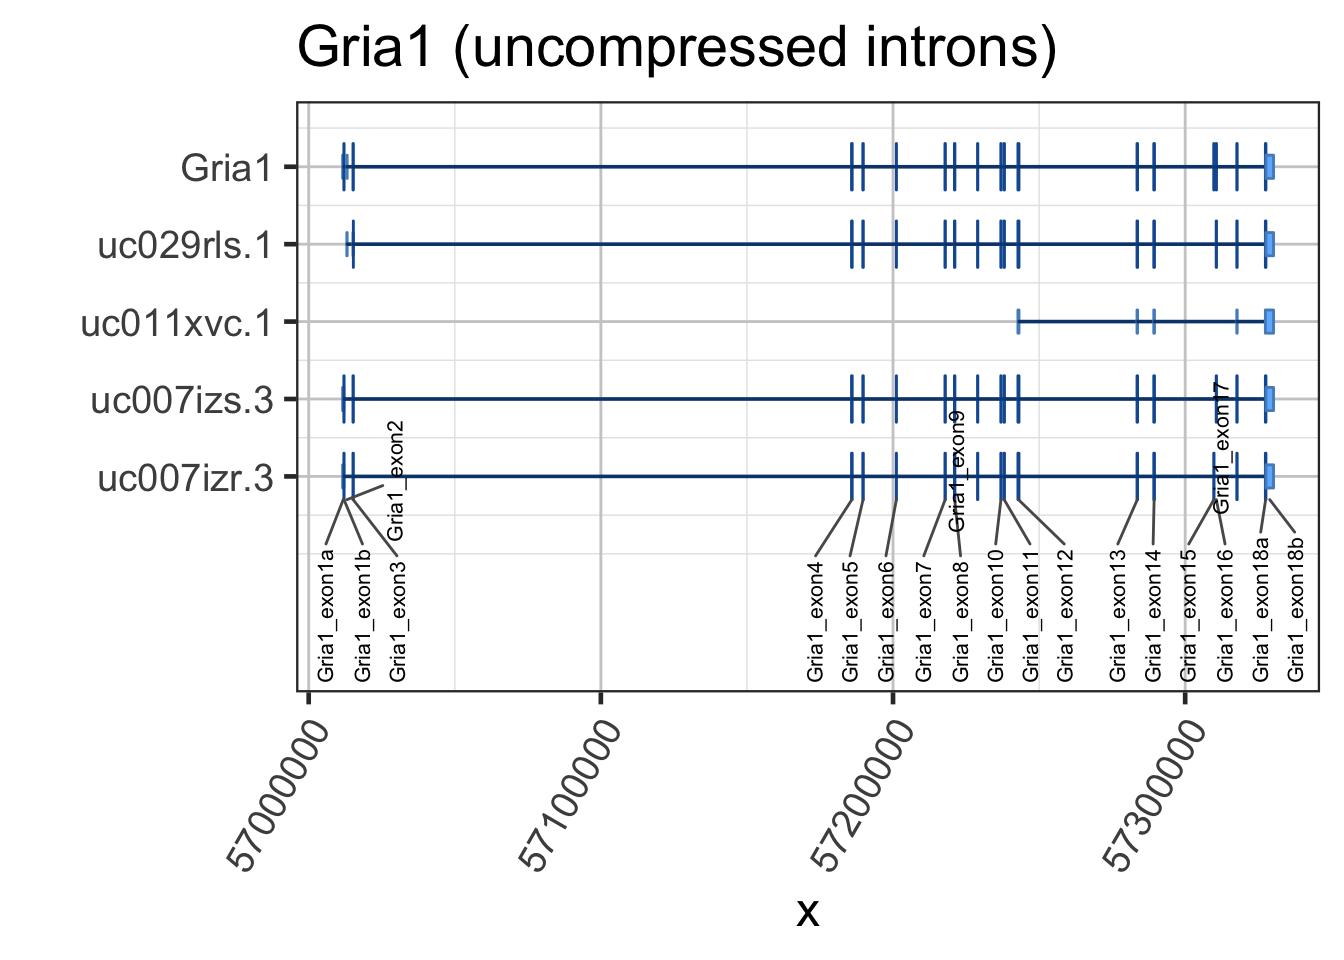 Gria1 (uncompressed introns)
Gria1
uc029rls.1
uc011xvc.1
uc007izs.3
uc007izr.3
Gria1_exon1a
Gria1_exon1b
Gria1_exon2
Gria1_exon3
Gria1_exon4
Gria1_exon5
Gria1_exon6
Gria1_exon7
Gria1_exon8
Gria1_exon9
Gria1_exon10
Gria1_exon11
Gria1_exon12
Gria1_exon13
Gria1_exon14
Gria1_exon15
Gria1_exon16
Gria1_exon17
Gria1_exon18a
Gria1_exon18b
57000000
57100000
57200000
57300000
x